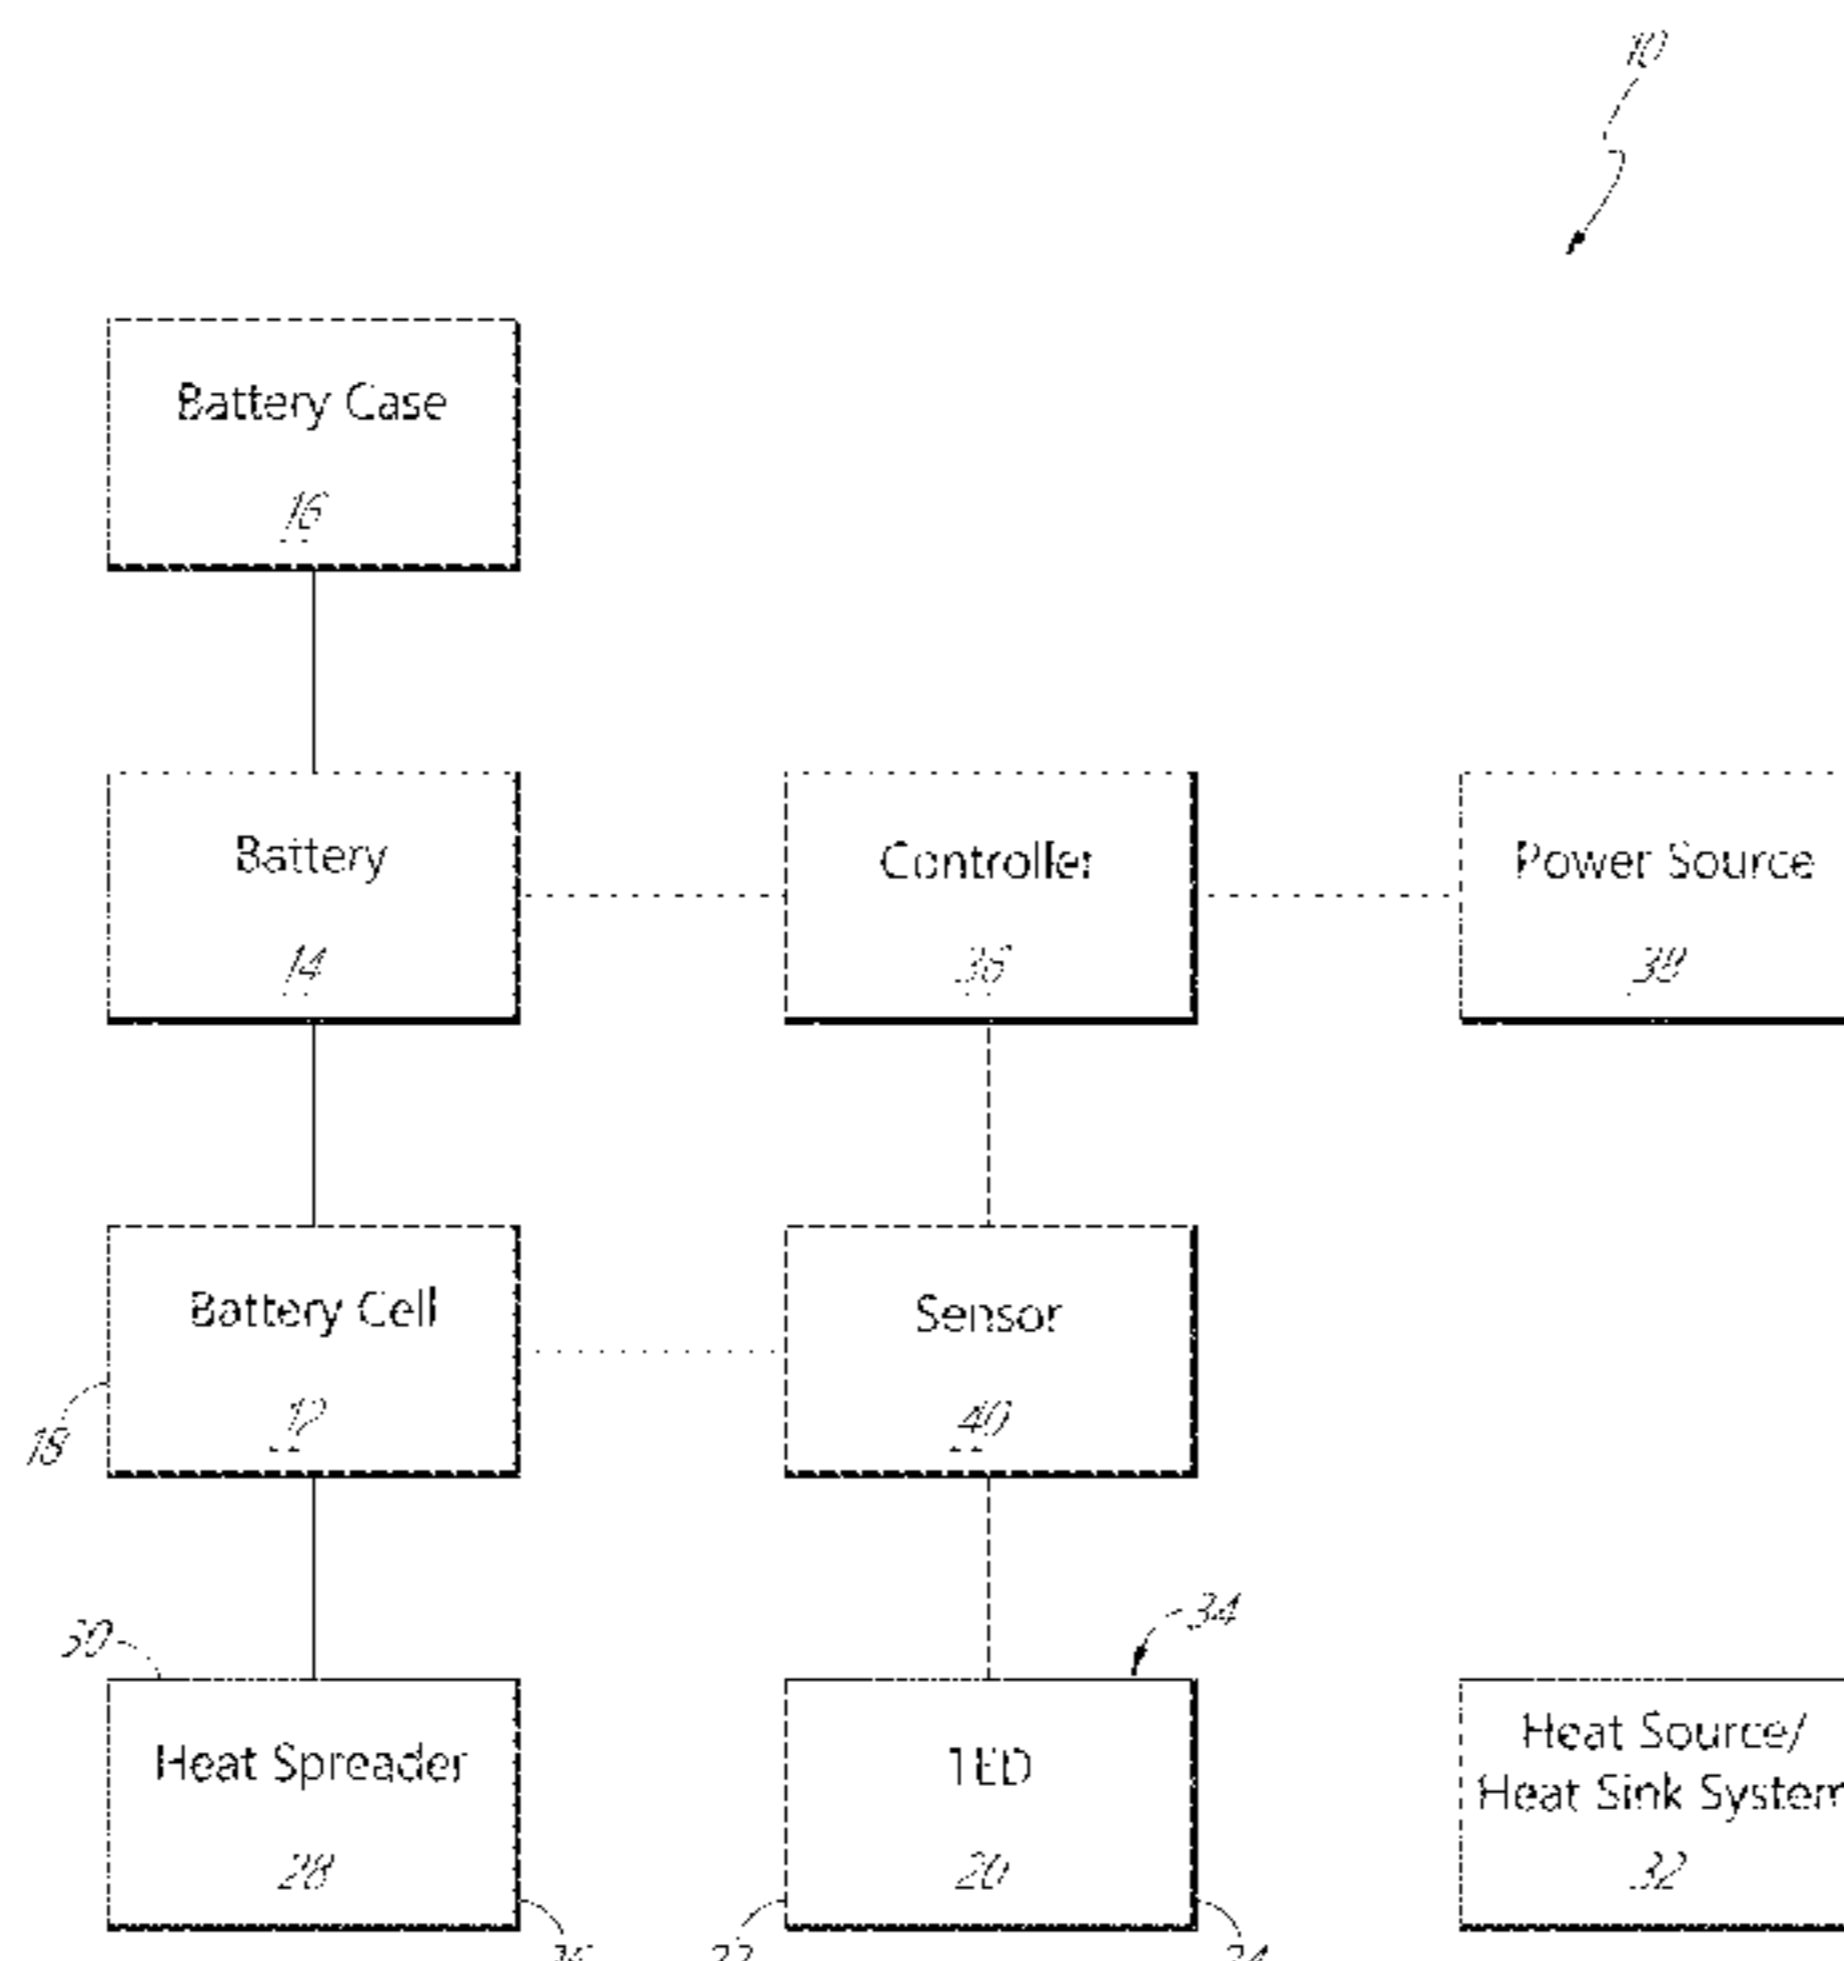 10
Battery Case
16
Battery
14
Controller
36
Power Source
38
Battery Cell
12
18
Sensor
40
30
34
Heat Spreader
28
TED
20
Heat Source/
Heat Sink System
32